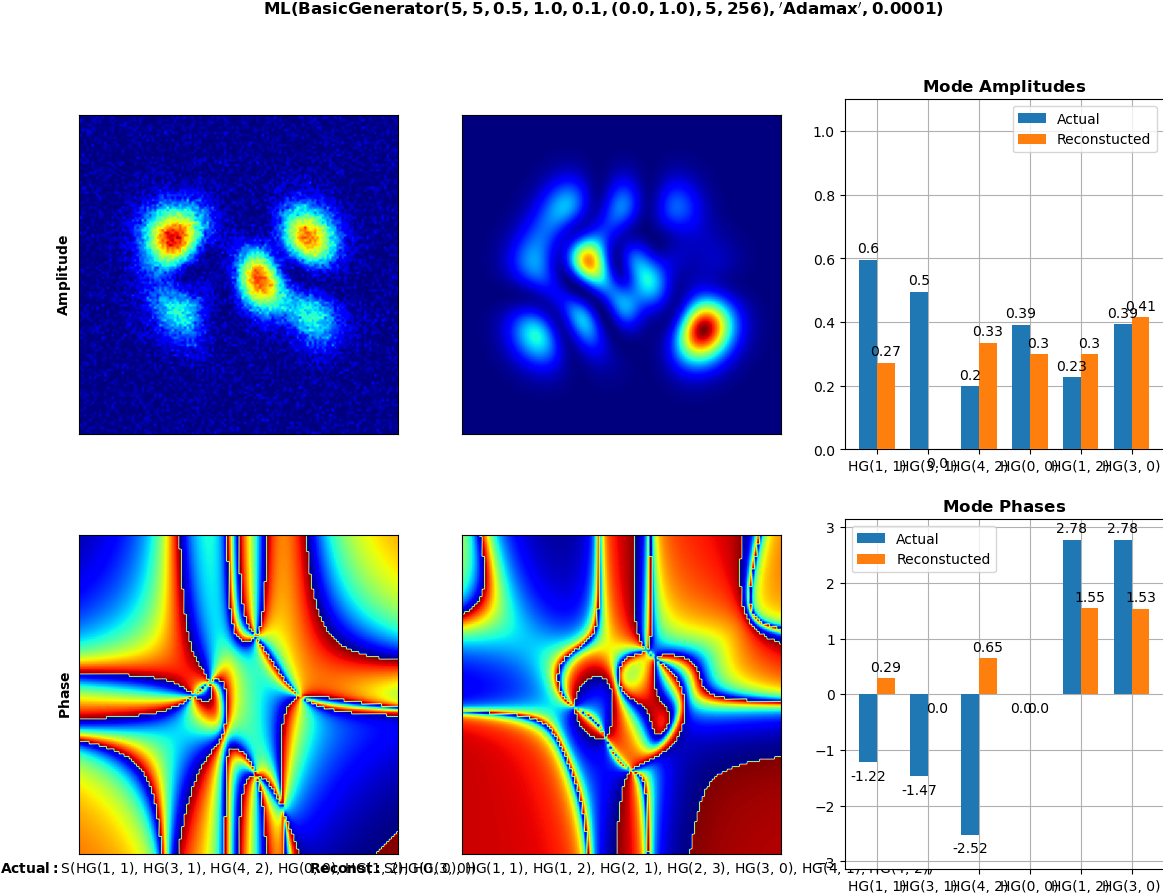 ML(BasicGenerator(5, 5, 0.5, 1.0, 0.1, (0.0, 1.0), 5, 256), 'Adamax', 0.0001)
Mode Amplitudes
Actual
Reconstucted
Amplitude
1.0
0.8
0.6
0.4
0.2
0.0
0.6
0.27
0.5
0.0
0.2
0.33
0.39
0.3
0.23
0.3
0.39
0.41
HG(1, 1)
HG(3, 1)
HG(4, 2)
HG(0, 0)
HG(1, 2)
HG(3, 0)
Mode Phases
Actual
Reconstucted
Phase
3
2
1
0
−1
−2
−3
-1.22
0.29
-1.47
0.0
-2.52
0.65
0.0
0.0
2.78
1.55
2.78
1.53
HG(1, 1)
HG(3, 1)
HG(4, 2)
HG(0, 0)
HG(1, 2)
HG(3, 0)
Actual: S(HG(1, 1), HG(3, 1), HG(4, 2), HG(0, 0), HG(1, 2), HG(3, 0))
Reconst: HG(1, 1), HG(1, 2), HG(2, 1), HG(2, 3), HG(3, 0), HG(4, 1),